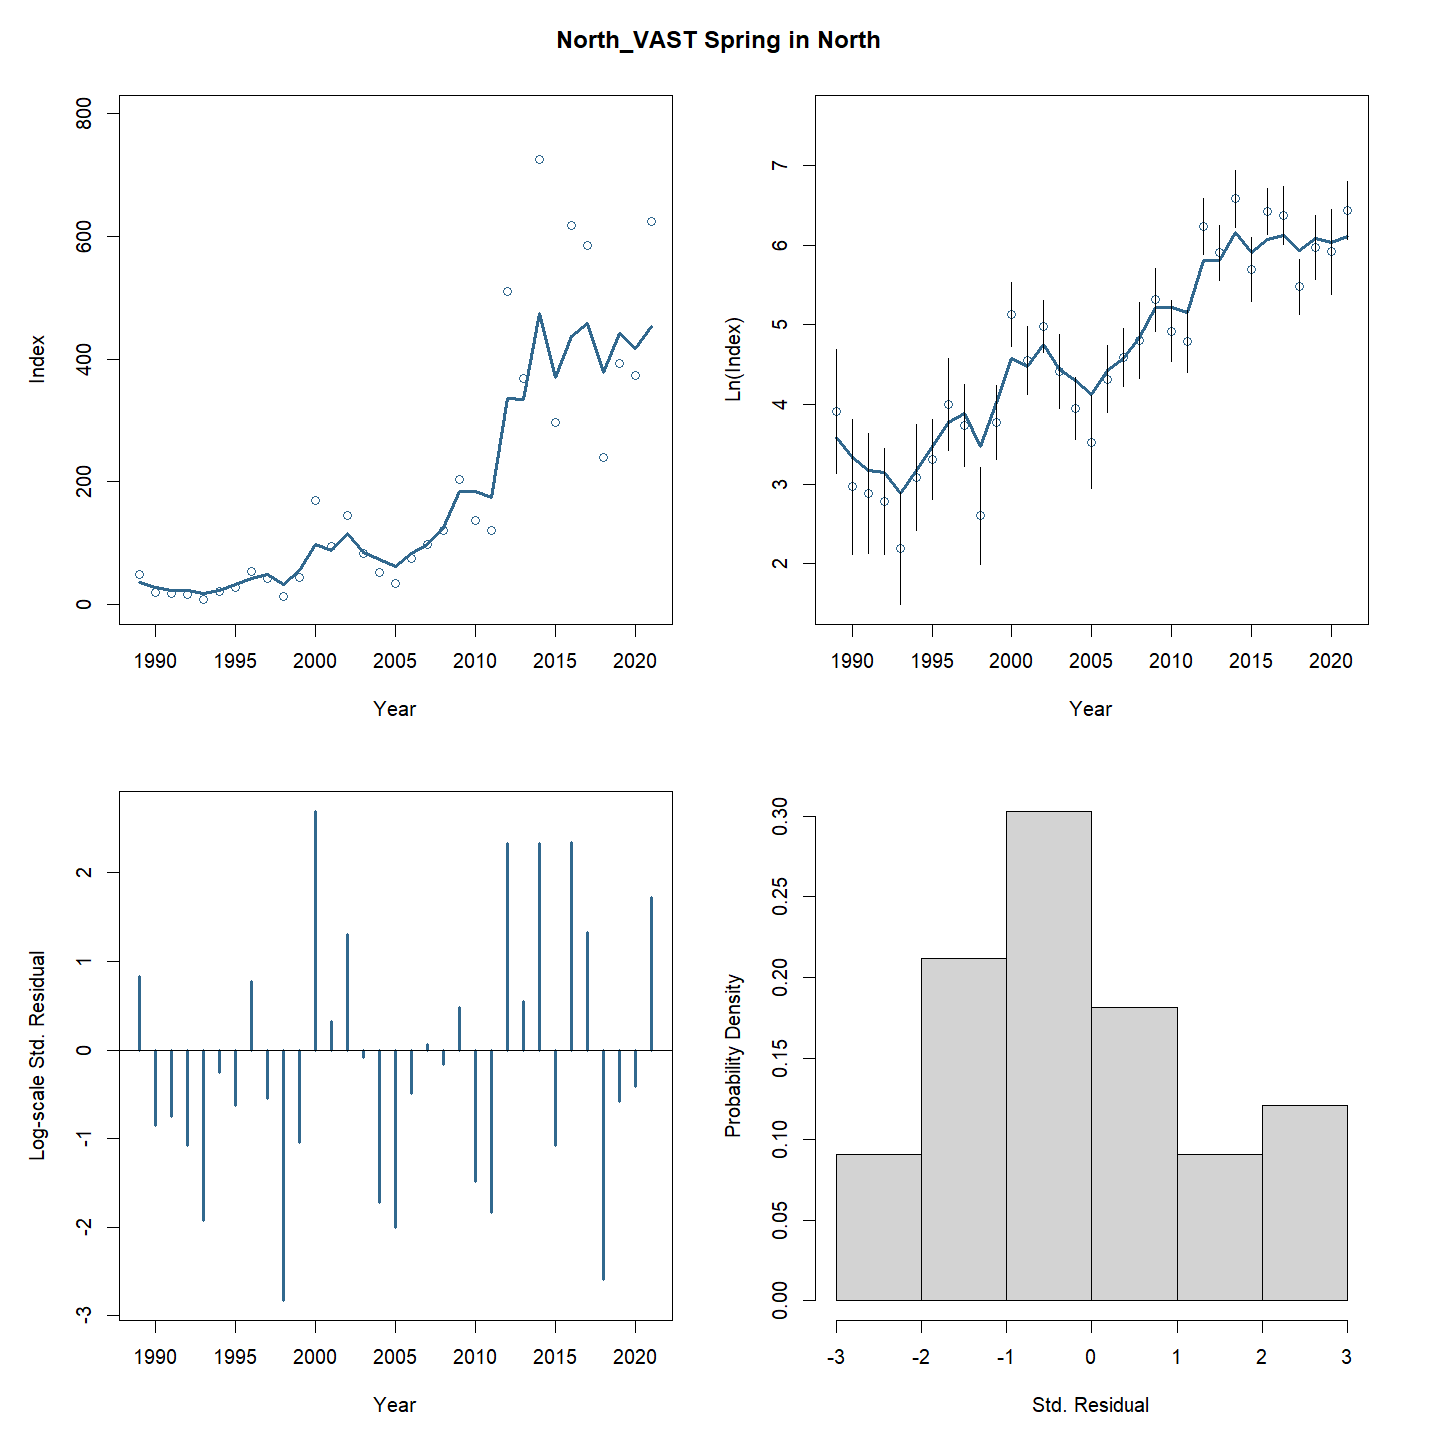 North_VAST Spring in North
Index
0 200 400 600 800
1990 1995 2000 2005 2010 2015 2020
Year
Ln(Index)
2 3 4 5 6 7
1990 1995 2000 2005 2010 2015 2020
Year
Log-scale Std. Residual
-3 -2 -1 0 1 2
1990 1995 2000 2005 2010 2015 2020
Year
Probability Density
0.00 0.05 0.10 0.15 0.20 0.25 0.30
-3 -2 -1 0 1 2 3
Std. Residual